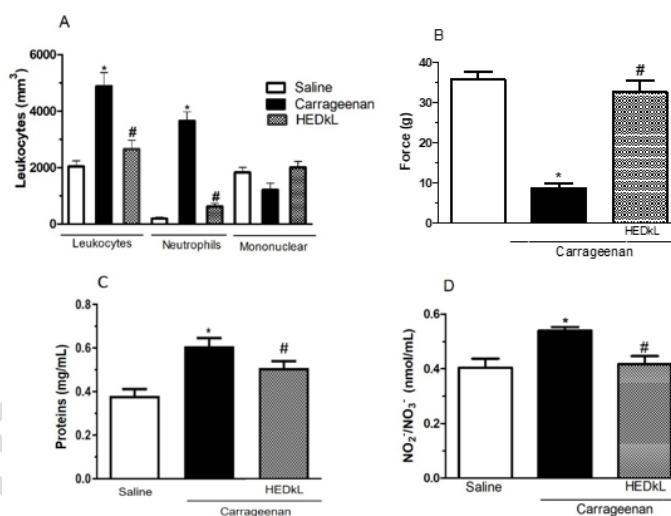 A
Leukocytes (mm³)
6000
4000
2000
0
*
#
*
#
Saline
Carrageenan
HEDkL
Leukocytes
Neutrophils
Mononuclear
B
Force (g)
40
30
20
10
0
*
#
HEDkL
Carrageenan
C
Proteins (mg/mL)
0.8
0.6
0.4
0.2
0.0
*
#
Saline
HEDkL
Carrageenan
D
NO₂⁻/NO₃⁻ (nmol/mL)
0.6
0.4
0.2
0.0
*
#
Saline
HEDkL
Carrageenan